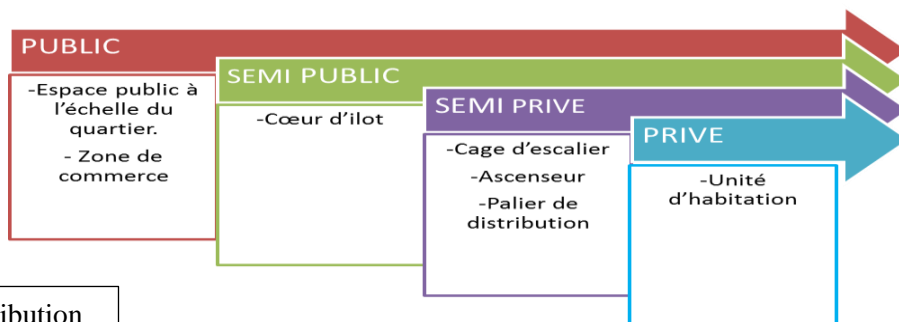 PUBLIC
-Espace public à
l’échelle du
quartier.
- Zone de
commerce
SEMI PUBLIC
-Cœur d’ilot
SEMI PRIVE
-Cage d’escalier
-Ascenseur
-Palier de
distribution
PRIVE
-Unité
d’habitation